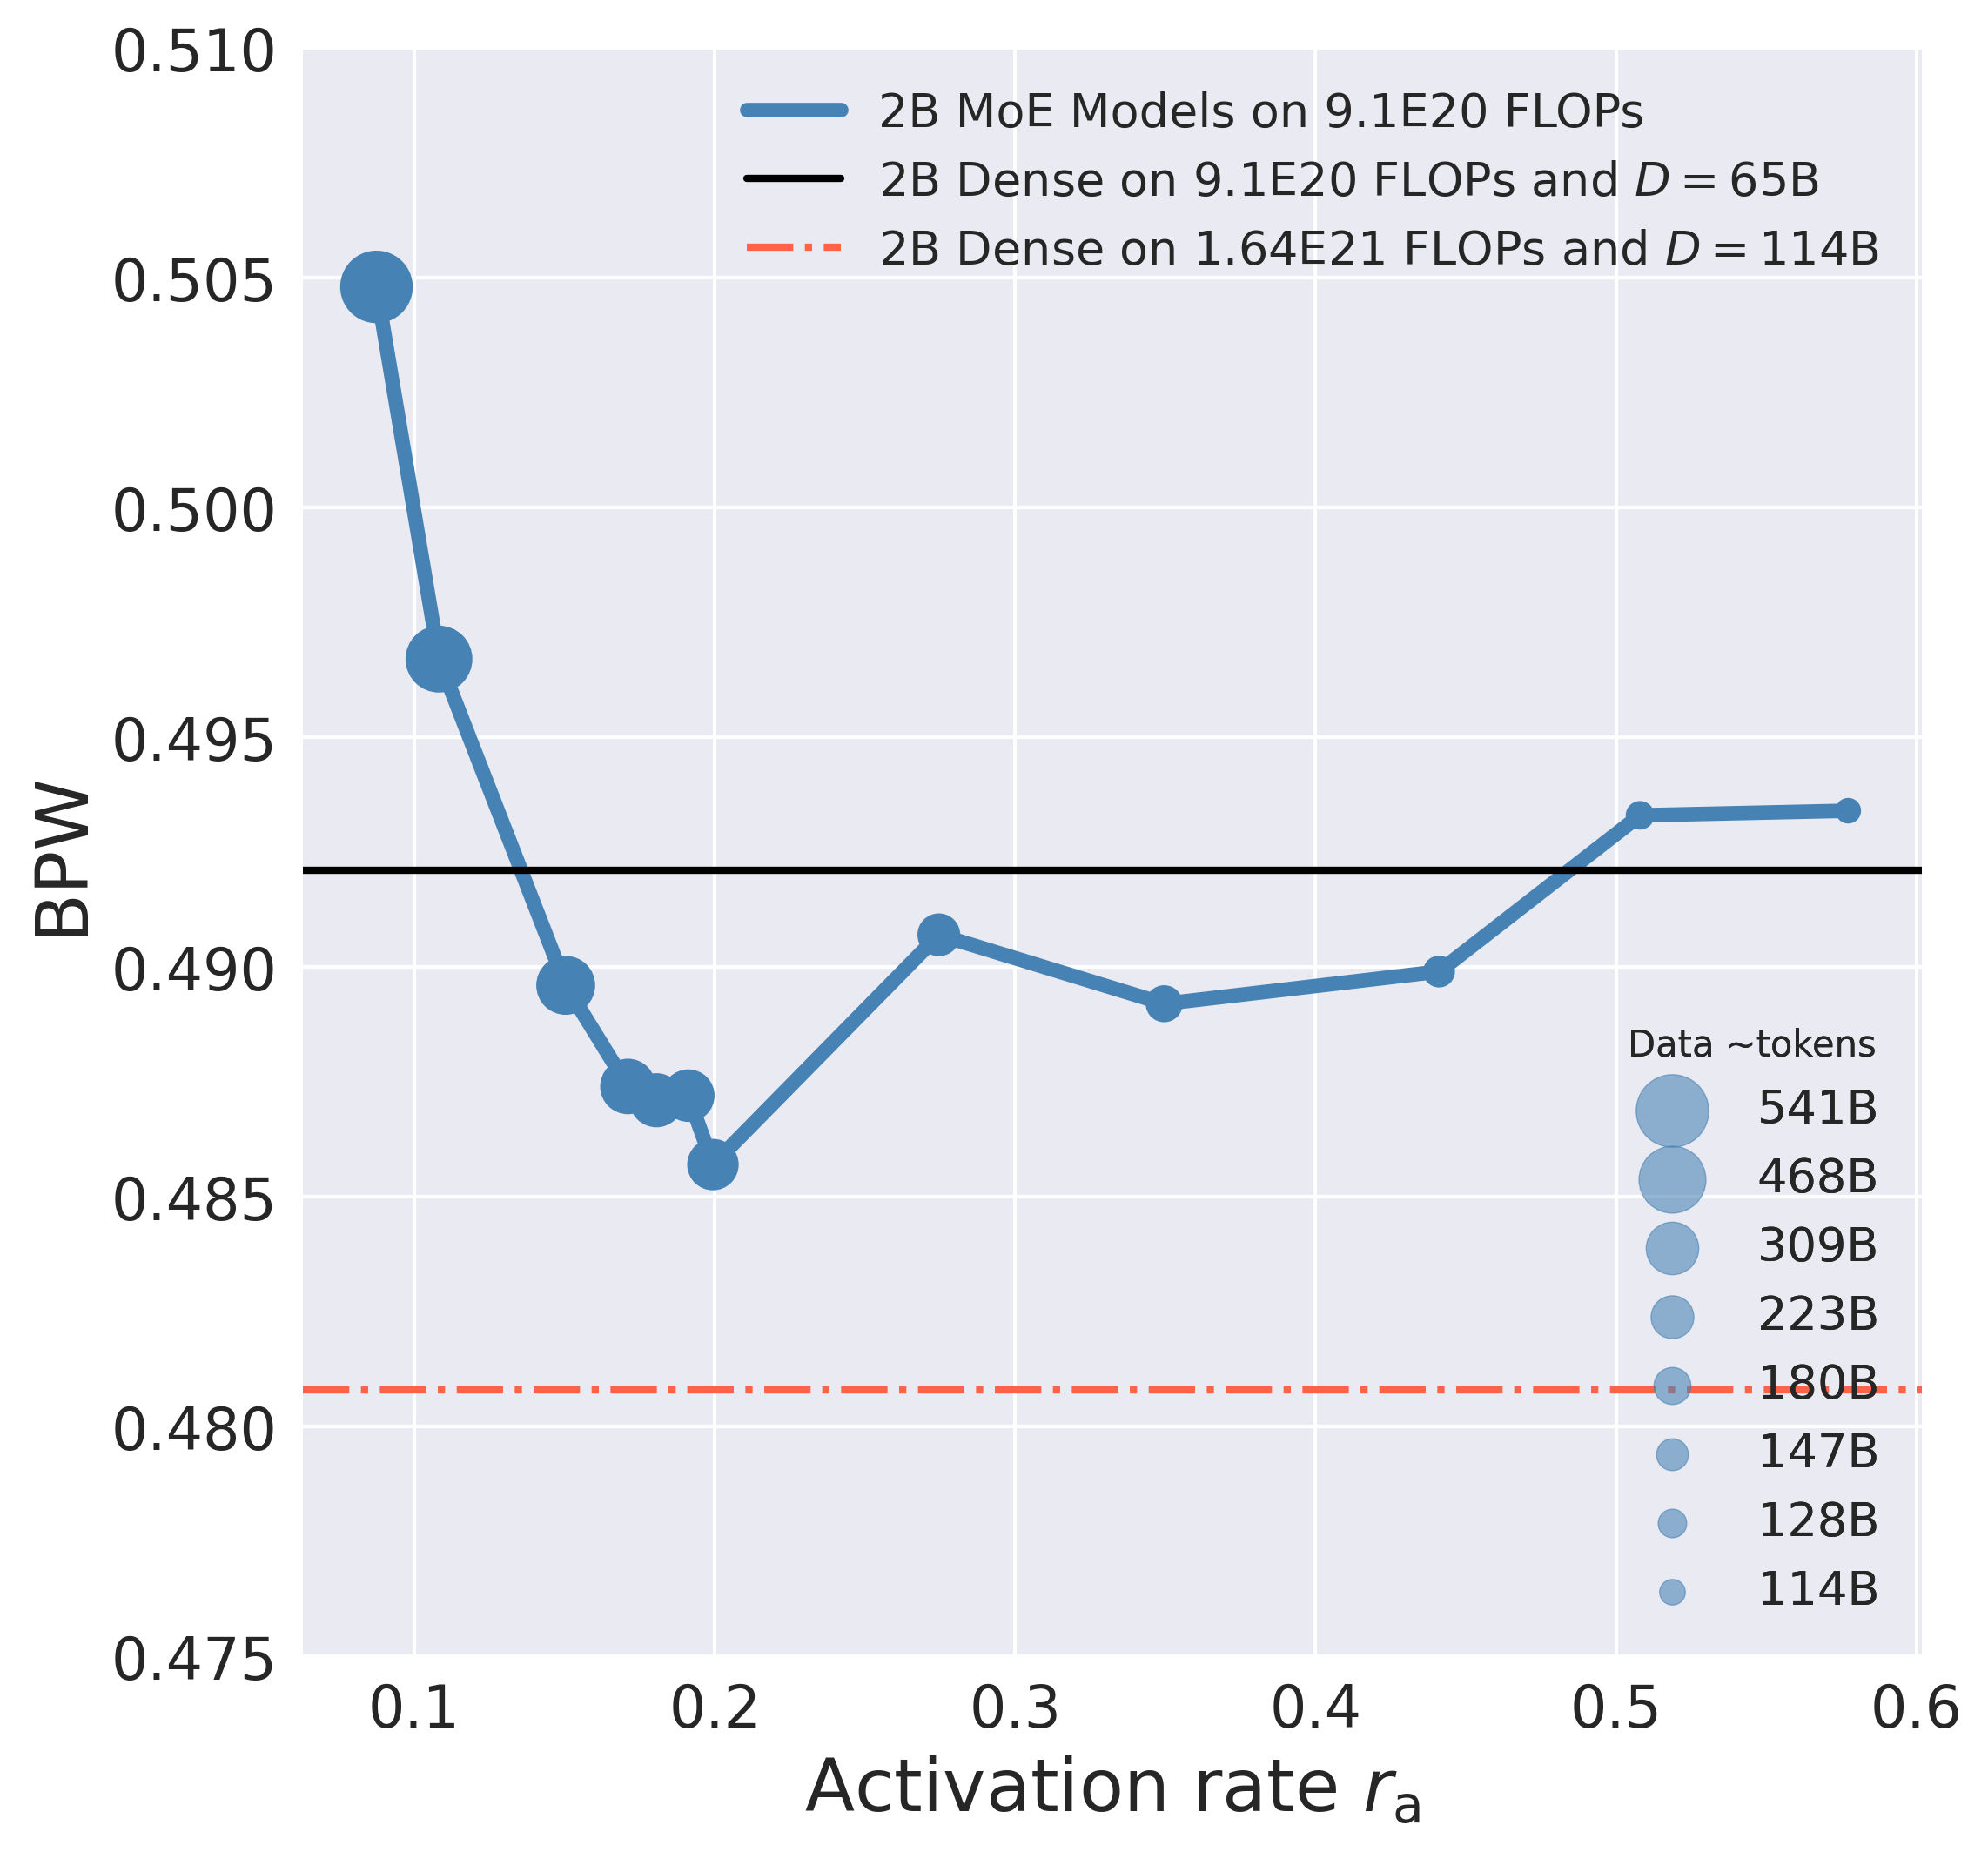 2B MoE Models on 9.1E20 FLOPs
2B Dense on 9.1E20 FLOPs and D = 65B
2B Dense on 1.64E21 FLOPs and D = 114B
BPW
0.510
0.505
0.500
0.495
0.490
0.485
0.480
0.475
Data ~tokens
541B
468B
309B
223B
180B
147B
128B
114B
0.1 0.2 0.3 0.4 0.5 0.6
Activation rate rₐ